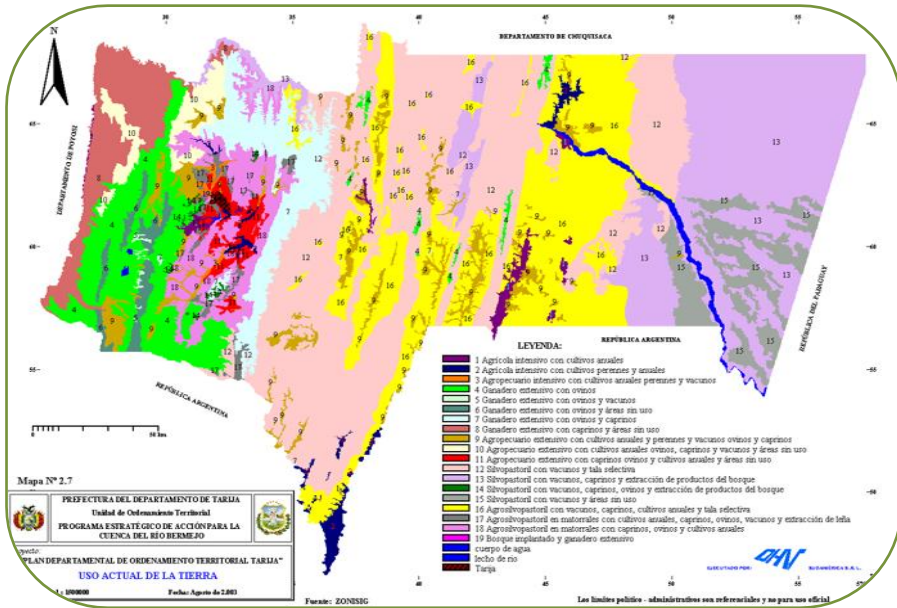 DEPARTAMENTO DE CHUQUISACA
DEPARTAMENTO DE POTOSÍ
REPÚBLICA DEL PARAGUAY
REPÚBLICA ARGENTINA
REPÚBLICA ARGENTINA
50 km
LEYENDA:
1 Agrícola intensivo con cultivos anuales
2 Agrícola intensivo con cultivos perennes y anuales
3 Agropecuario intensivo con cultivos anuales perennes y vacunos
4 Ganadero extensivo con ovinos
5 Ganadero extensivo con ovinos y vacunos
6 Ganadero extensivo con ovinos y áreas sin uso
7 Ganadero extensivo con ovinos y caprinos
8 Ganadero extensivo con caprinos y áreas sin uso
9 Agropecuario extensivo con cultivos anuales y perennes y vacunos ovinos y caprinos
10 Agropecuario extensivo con cultivos anuales ovinos, caprinos y vacunos y áreas sin uso
11 Agropecuario extensivo con caprinos ovinos y cultivos anuales y áreas sin uso
12 Silvopastoril con vacunos y tala selectiva
13 Silvopastoril con vacunos, caprinos y extracción de productos del bosque
14 Silvopastoril con vacunos, caprinos, ovinos y extracción de productos del bosque
15 Silvopastoril con vacunos y áreas sin uso
16 Agrosilvopastoril con vacunos, caprinos, cultivos anuales y tala selectiva
17 Agrosilvopastoril en matorrales con cultivos anuales, caprinos, ovinos, vacunos y extracción de leña
18 Agrosilvopastoril en matorrales con caprinos, ovinos y cultivos anuales
19 Bosque implantado y ganadero extensivo
cuerpo de agua
lecho de rio
Tarija
Mapa Nº 2.7
PREFECTURA DEL DEPARTAMENTO DE TARIJA
Unidad de Ordenamiento Territorial
PROGRAMA ESTRATÉGICO DE ACCIÓN PARA LA
CUENCA DEL RÍO BERMEJO
royecto:
PLAN DEPARTAMENTAL DE ORDENAMIENTO TERRITORIAL TARIJA"
USO ACTUAL DE LA TIERRA
Fecha: Agosto de 2.003
Fuente: ZONISIG
EJECUTADO POR: DHV SUDAMÉRICA S.R.L.
Los límites político - administrativos son referenciales y no para uso oficial